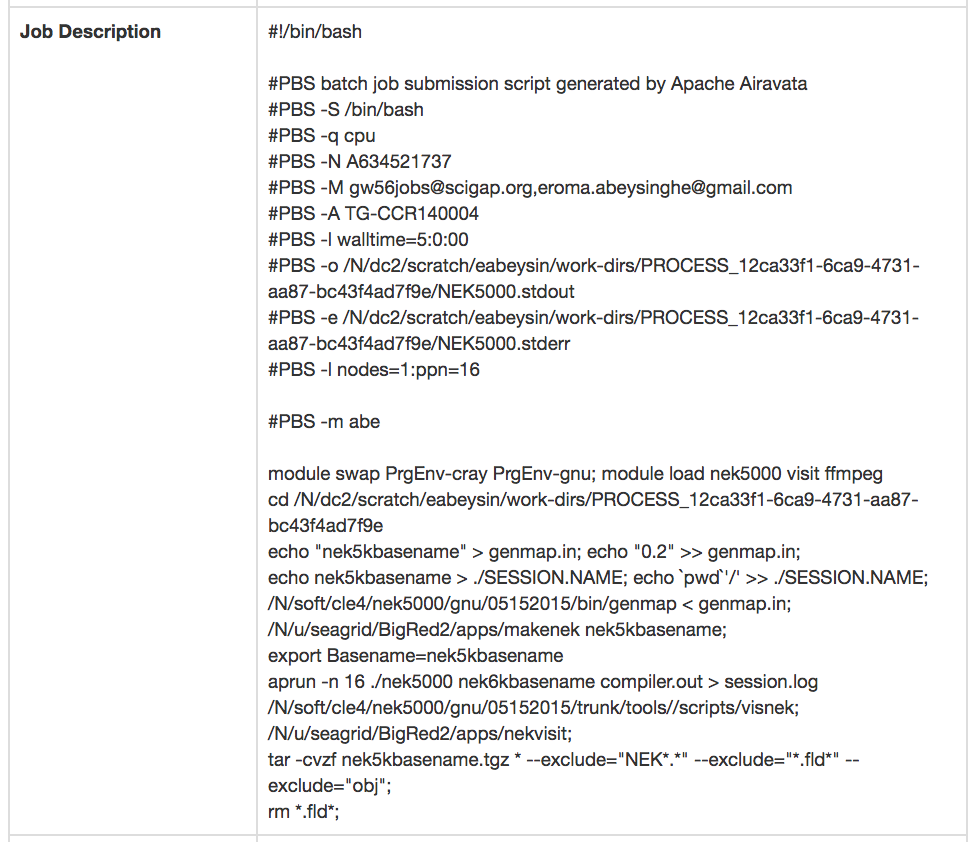 Job Description
#!/bin/bash
#PBS batch job submission script generated by Apache Airavata
#PBS -S /bin/bash
#PBS -q cpu
#PBS -N A634521737
#PBS -M gw56jobs@scigap.org,eroma.abeysinghe@gmail.com
#PBS -A TG-CCR140004
#PBS -l walltime=5:0:00
#PBS -o /N/dc2/scratch/eabeysin/work-dirs/PROCESS_12ca33f1-6ca9-4731-
aa87-bc43f4ad7f9e/NEK5000.stdout
#PBS -e /N/dc2/scratch/eabeysin/work-dirs/PROCESS_12ca33f1-6ca9-4731-
aa87-bc43f4ad7f9e/NEK5000.stderr
#PBS -l nodes=1:ppn=16
#PBS -m abe
module swap PrgEnv-cray PrgEnv-gnu; module load nek5000 visit ffmpeg
cd /N/dc2/scratch/eabeysin/work-dirs/PROCESS_12ca33f1-6ca9-4731-aa87-
bc43f4ad7f9e
echo "nek5kbasename" > genmap.in; echo "0.2" >> genmap.in;
echo nek5kbasename > ./SESSION.NAME; echo `pwd`'/' >> ./SESSION.NAME;
/N/soft/cle4/nek5000/gnu/05152015/bin/genmap < genmap.in;
/N/u/seagrid/BigRed2/apps/makenek nek5kbasename;
export Basename=nek5kbasename
aprun -n 16 ./nek5000 nek6kbasename compiler.out > session.log
/N/soft/cle4/nek5000/gnu/05152015/trunk/tools//scripts/visnek;
/N/u/seagrid/BigRed2/apps/nekvisit;
tar -cvzf nek5kbasename.tgz * --exclude="NEK*.*" --exclude="*.fld*" --
exclude="obj";
rm *.fld*;